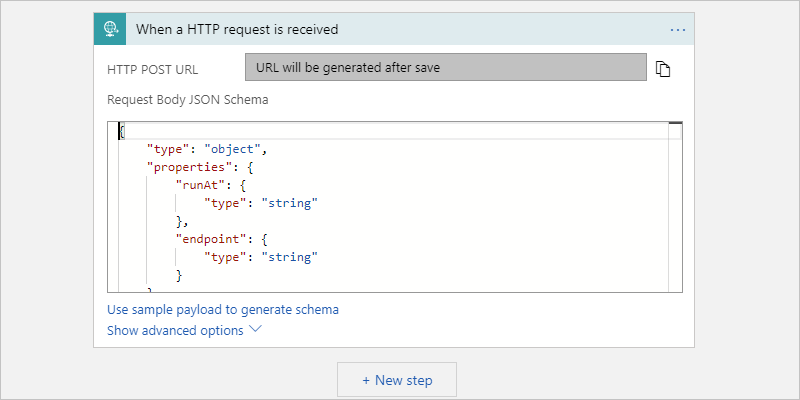 When a HTTP request is received
...
HTTP POST URL
URL will be generated after save
Request Body JSON Schema
{
"type": "object",
"properties": {
"runAt": {
"type": "string"
},
"endpoint": {
"type": "string"
}
Use sample payload to generate schema
Show advanced options
+ New step